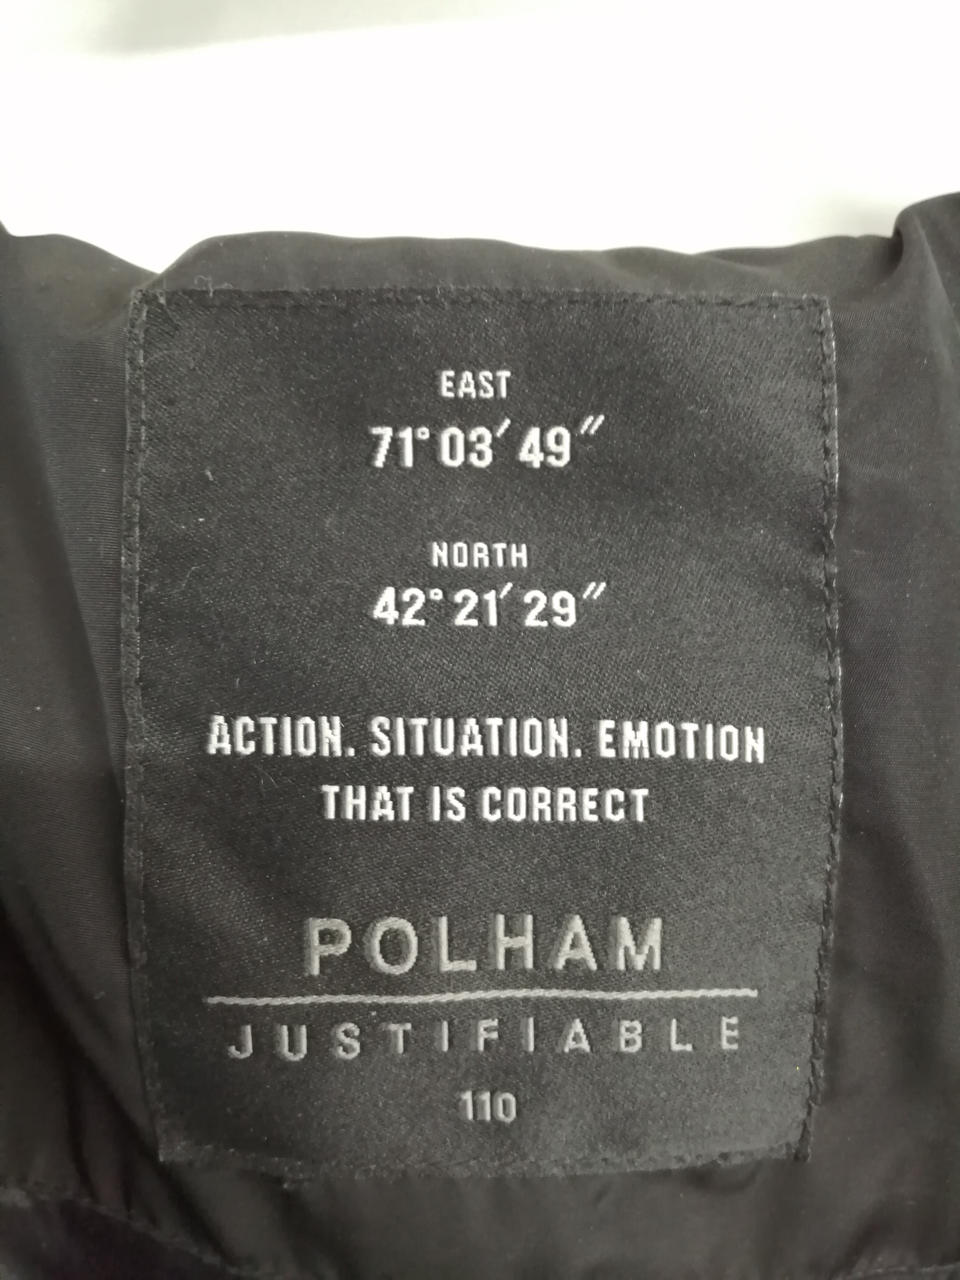 EAST
71° 03′ 49″
NORTH
42° 21′ 29″
ACTION. SITUATION. EMOTION
THAT IS CORRECT
POLHAM
JUSTIFIABLE
110